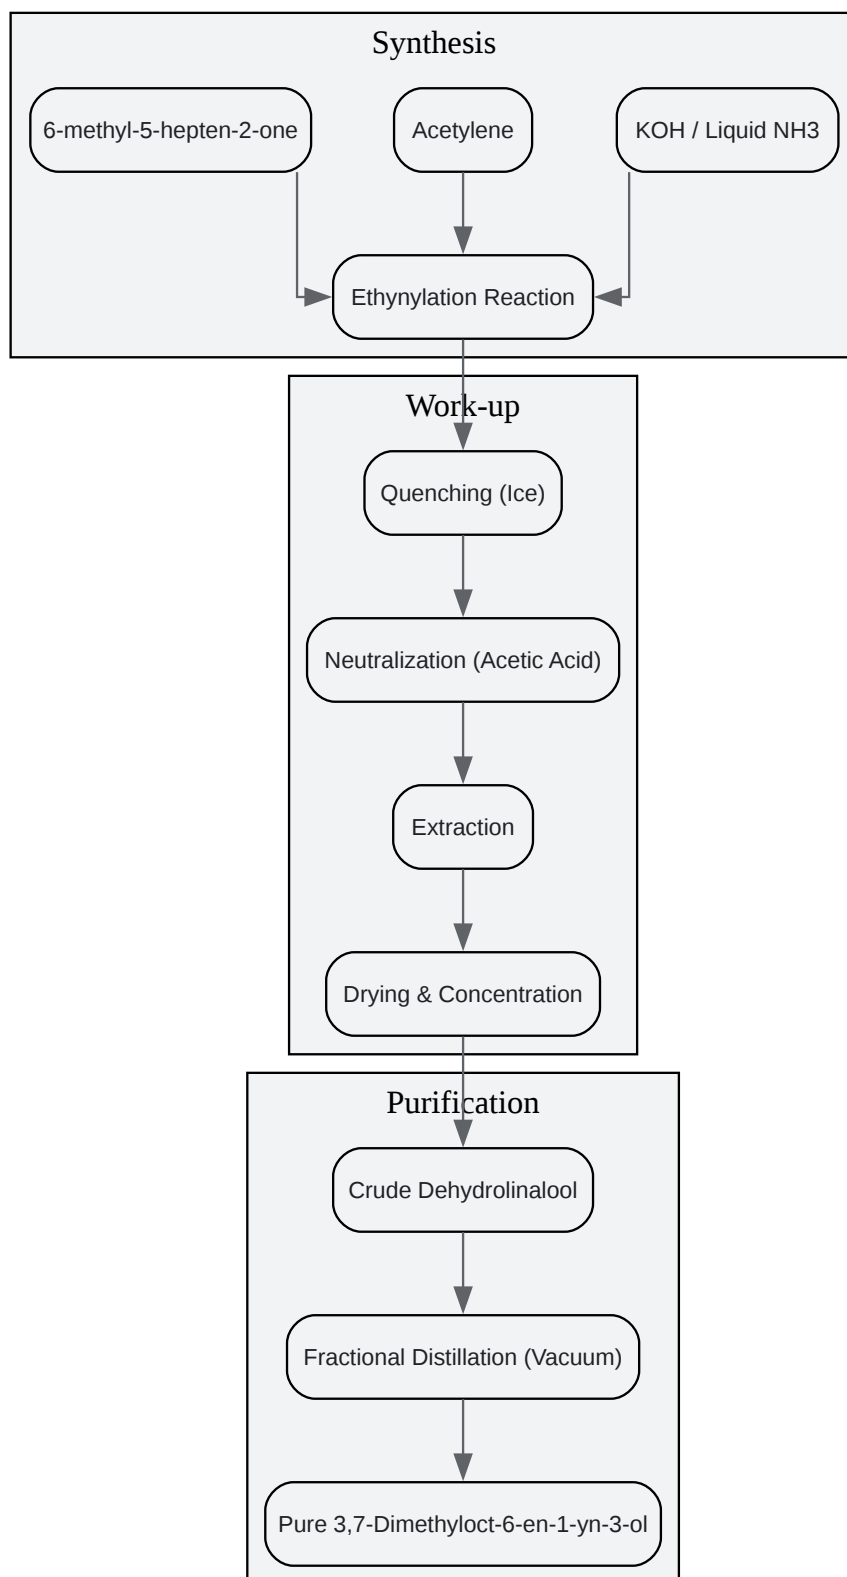 Synthesis
6-methyl-5-hepten-2-one
Acetylene
KOH / Liquid NH3
Ethynylation Reaction
Work-up
Quenching (Ice)
Neutralization (Acetic Acid)
Extraction
Drying & Concentration
Purification
Crude Dehydrolinalool
Fractional Distillation (Vacuum)
Pure 3,7-Dimethyloct-6-en-1-yn-3-ol